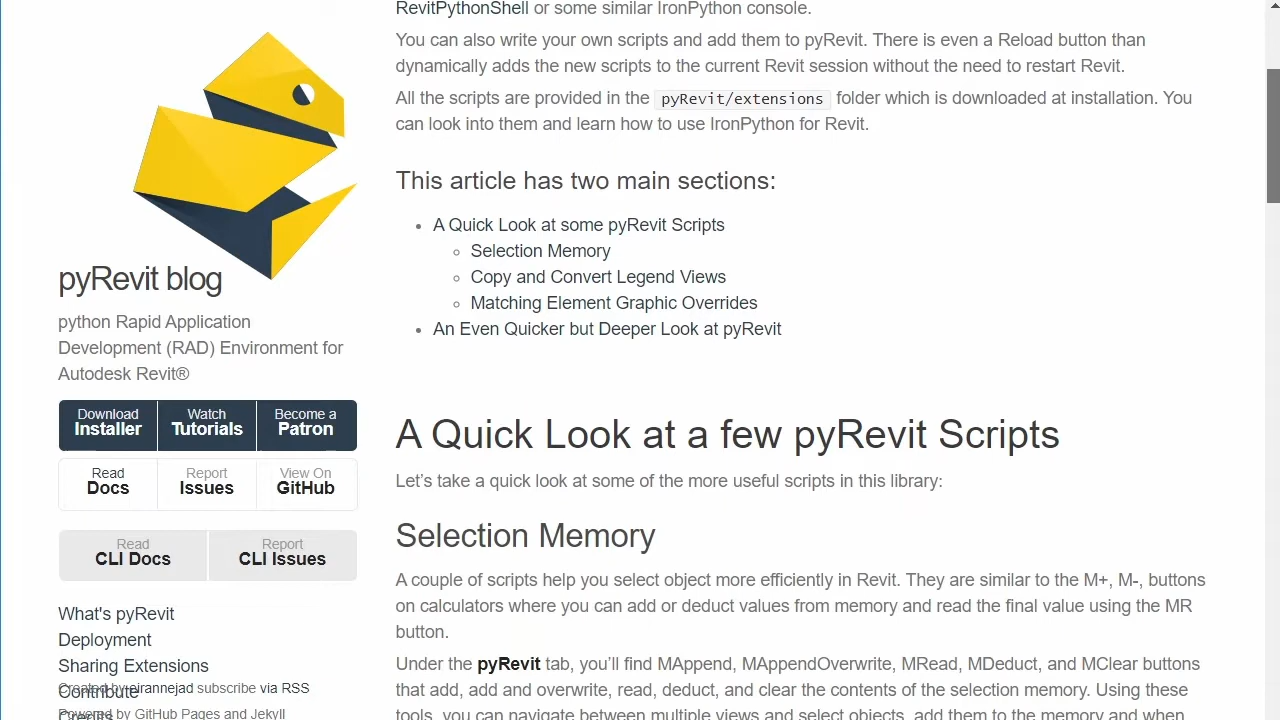 pyRevit blog
python Rapid Application
Development (RAD) Environment for
Autodesk Revit®
Download Installer
Watch Tutorials
Become a Patron
Read Docs
Report Issues
View On GitHub
Read CLI Docs
Report CLI Issues
What's pyRevit
Deployment
Sharing Extensions
Contribute
Created by eirannejad subscribe via RSS
Credits
Powered by GitHub Pages and Jekyll
RevitPythonShell or some similar IronPython console.
You can also write your own scripts and add them to pyRevit. There is even a Reload button than
dynamically adds the new scripts to the current Revit session without the need to restart Revit.
All the scripts are provided in the pyRevit/extensions folder which is downloaded at installation. You
can look into them and learn how to use IronPython for Revit.
This article has two main sections:
• A Quick Look at some pyRevit Scripts
◦ Selection Memory
◦ Copy and Convert Legend Views
◦ Matching Element Graphic Overrides
• An Even Quicker but Deeper Look at pyRevit
A Quick Look at a few pyRevit Scripts
Let's take a quick look at some of the more useful scripts in this library:
Selection Memory
A couple of scripts help you select object more efficiently in Revit. They are similar to the M+, M-, buttons
on calculators where you can add or deduct values from memory and read the final value using the MR
button.
Under the pyRevit tab, you'll find MAppend, MAppendOverwrite, MRead, MDeduct, and MClear buttons
that add, add and overwrite, read, deduct, and clear the contents of the selection memory. Using these
tools, you can navigate between multiple views and select objects, add them to the memory and when